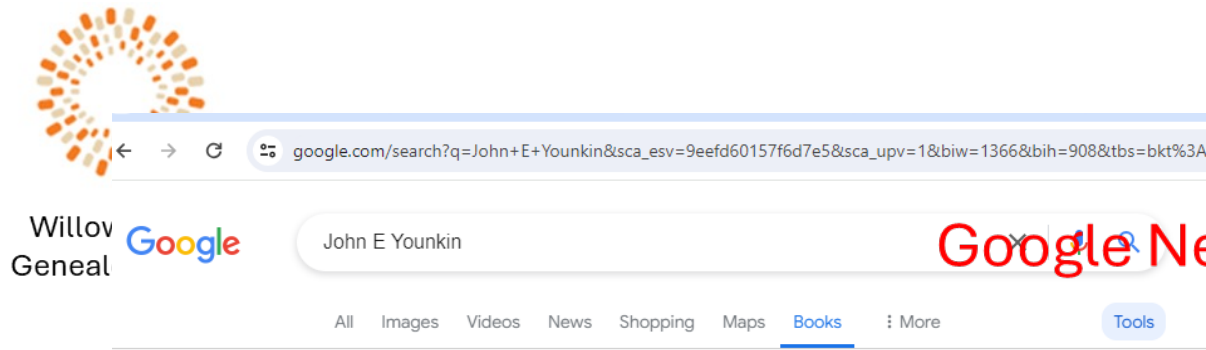 google.com/search?q=John+E+Younkin&sca_esv=9eefd60157f6d7e5&sca_upv=1&biw=1366&bih=908&tbs=bkt%3A
Willov
Geneal
Google
John E Younkin
Google Ne
All Images Videos News Shopping Maps Books More
Tools